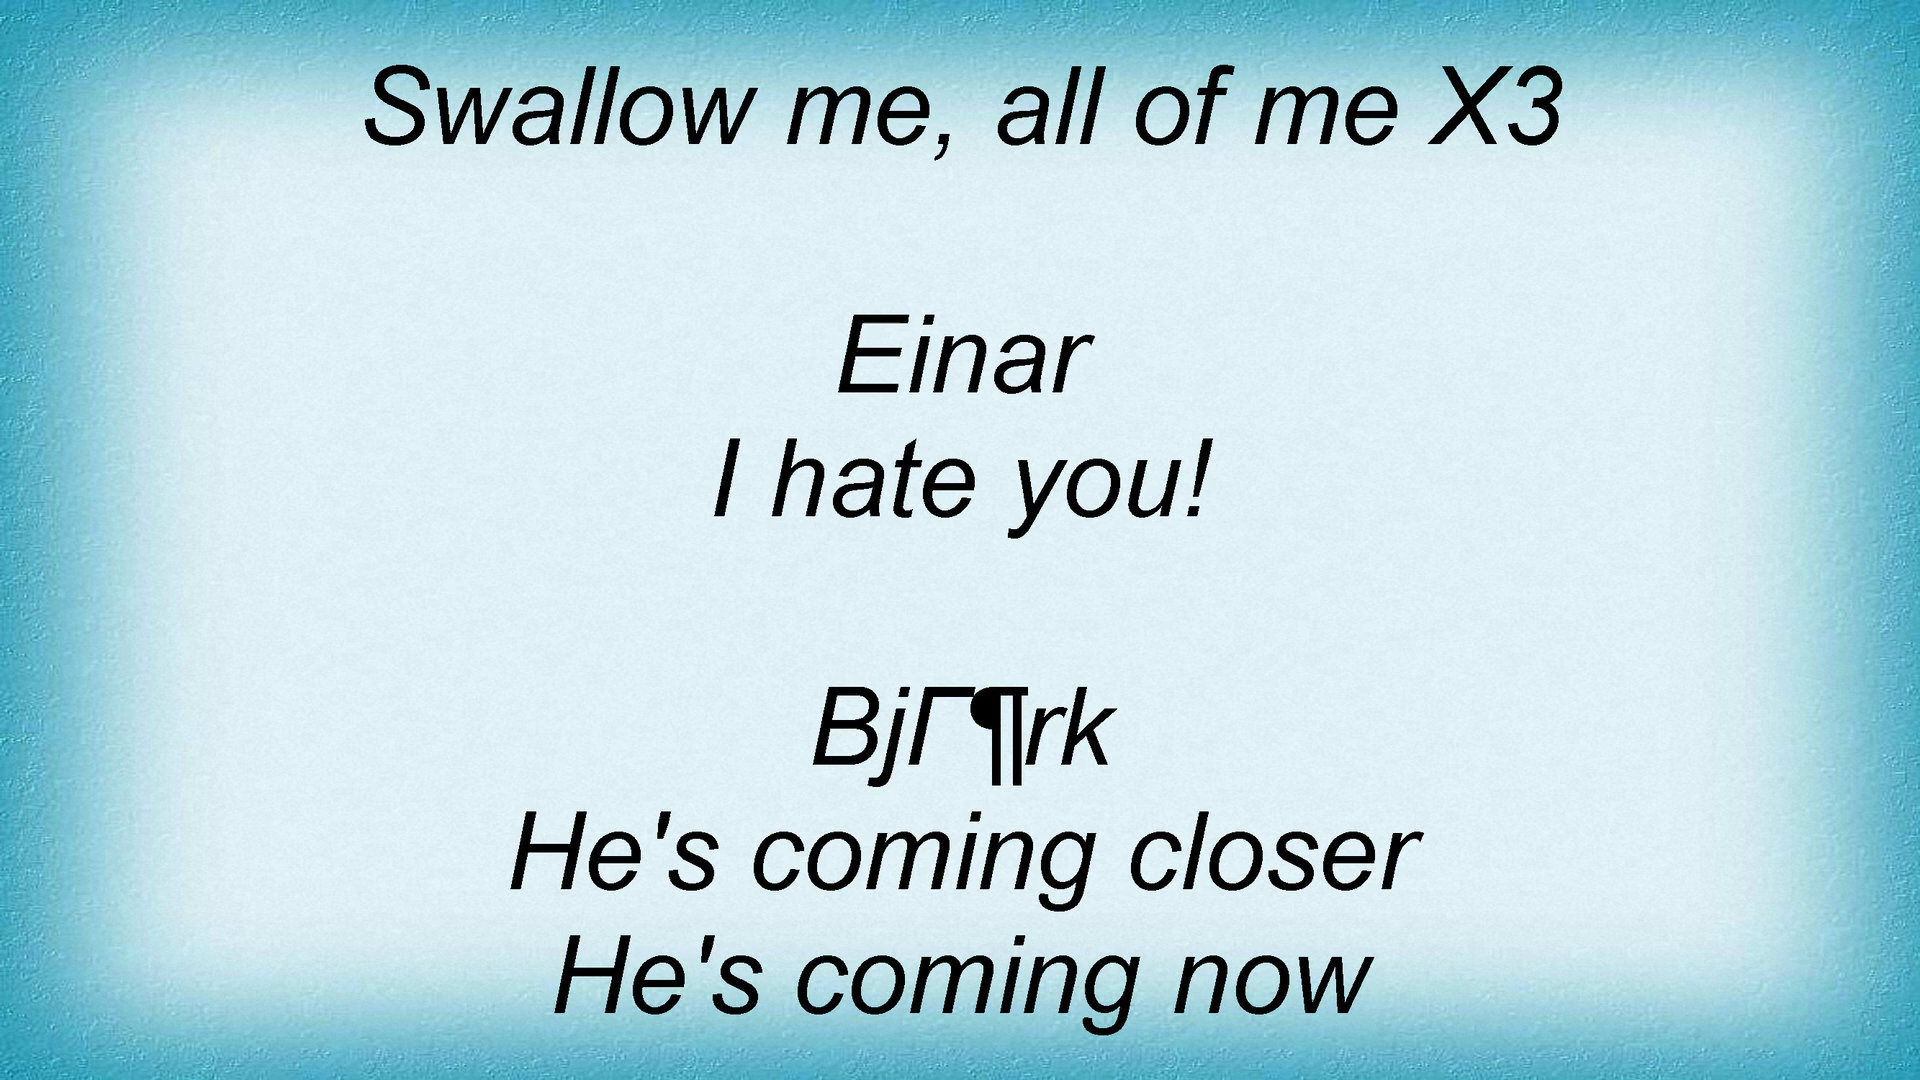 Swallow me, all of me X3
Einar
I hate you!
BjГ¶rk
He's coming closer
He's coming now